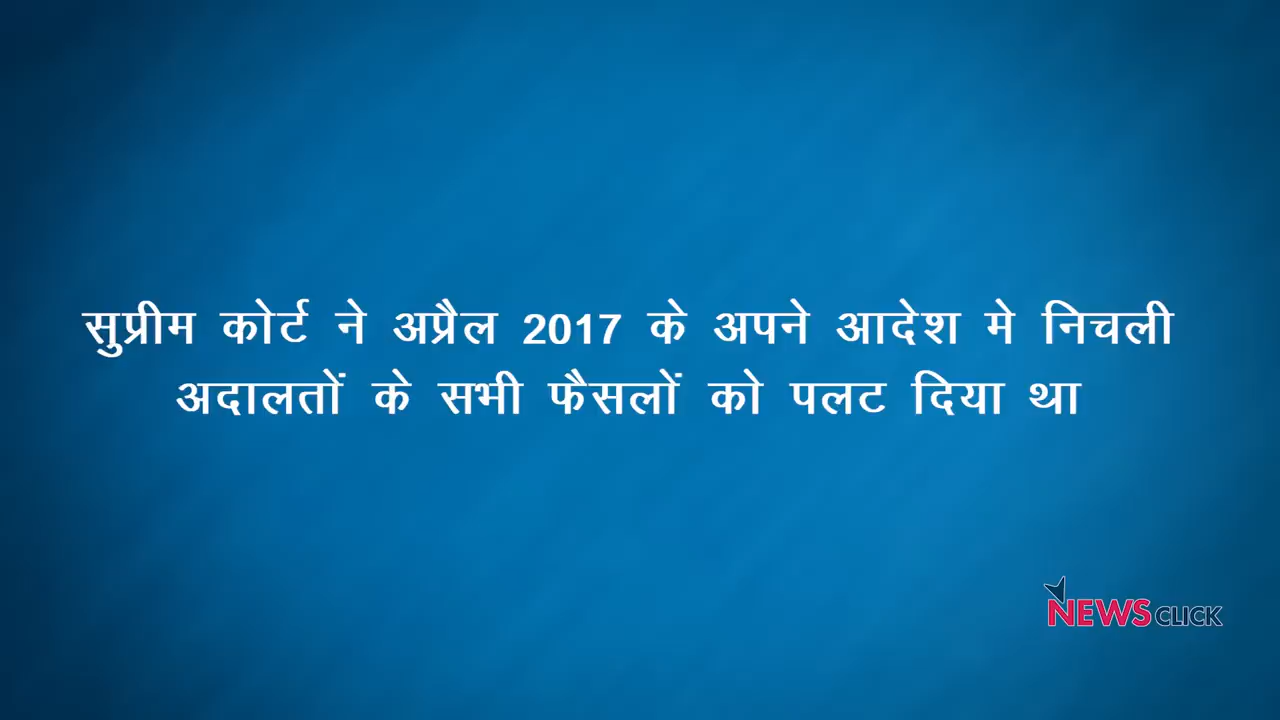 सुप्रीम कोर्ट ने अप्रैल 2017 के अपने आदेश मे निचली
अदालतों के सभी फैसलों को पलट दिया था
NEWSCLICK